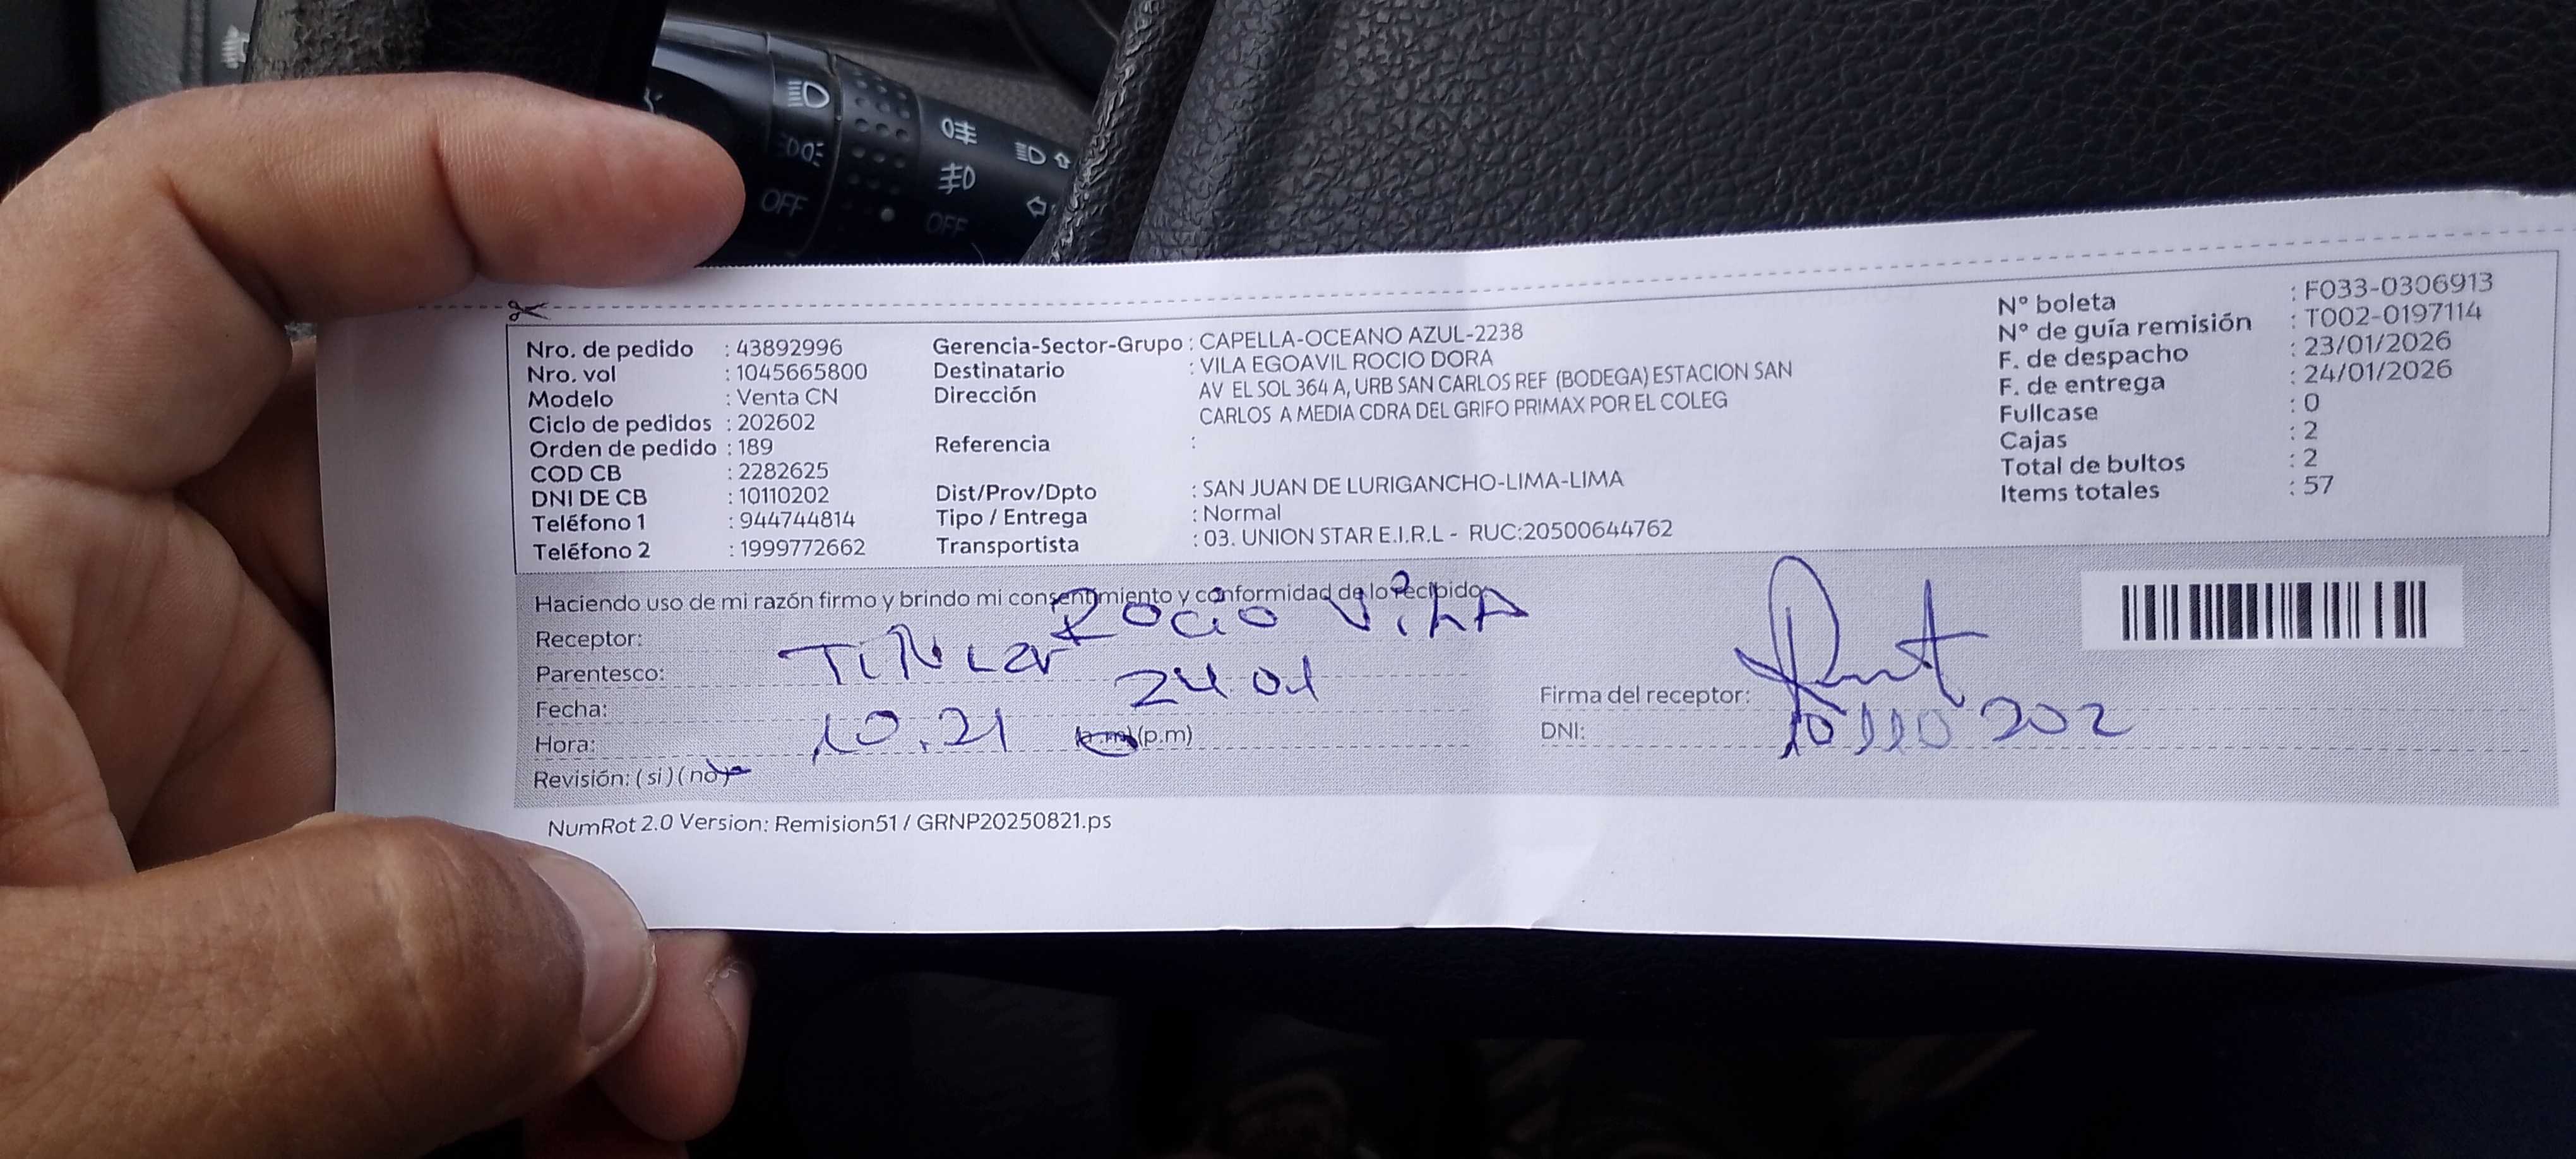 OFF
OFF
Nro. de pedido : 43892996
Nro. vol : 1045665800
Modelo : Venta CN
Ciclo de pedidos : 202602
Orden de pedido : 189
COD CB : 2282625
DNI DE CB : 10110202
Teléfono 1 : 944744814
Teléfono 2 : 1999772662
Gerencia-Sector-Grupo : CAPELLA-OCEANO AZUL-2238
Destinatario : VILA EGOAVIL ROCIO DORA
Dirección : AV EL SOL 364 A, URB SAN CARLOS REF (BODEGA) ESTACION SAN
CARLOS A MEDIA CDRA DEL GRIFO PRIMAX POR EL COLEG
Referencia :
Dist/Prov/Dpto : SAN JUAN DE LURIGANCHO-LIMA-LIMA
Tipo / Entrega : Normal
Transportista : 03. UNION STAR E.I.R.L - RUC:20500644762
N° boleta : F033-0306913
N° de guía remisión : T002-0197114
F. de despacho : 23/01/2026
F. de entrega : 24/01/2026
Fullcase : 0
Cajas : 2
Total de bultos : 2
Items totales : 57
Haciendo uso de mi razón firmo y brindo mi consentimiento y conformidad de lo recibido
Receptor: Rocio Vila
Parentesco:
Fecha: 24 01
Hora: 10.21 (a.m)(p.m)
Revisión: (si)(no)
Firma del receptor:
DNI: 10110202
NumRot 2.0 Version: Remision51 / GRNP20250821.ps